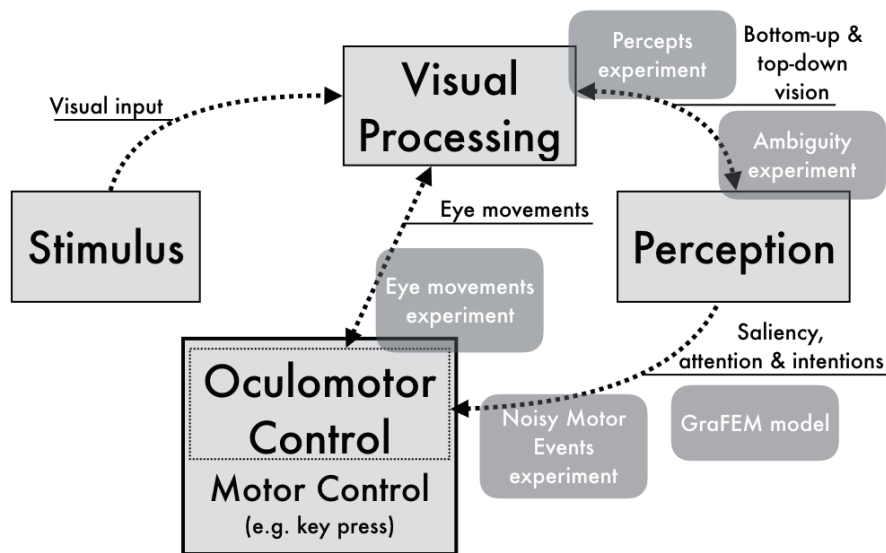 Percepts
experiment
Bottom-up &
top-down
vision
Visual
Processing
Visual input
Ambiguity
experiment
Stimulus
Eye movements
Perception
Eye movements
experiment
Saliency,
attention & intentions
Oculomotor
Control
Motor Control
(e.g. key press)
Noisy Motor
Events
experiment
GraFEM model